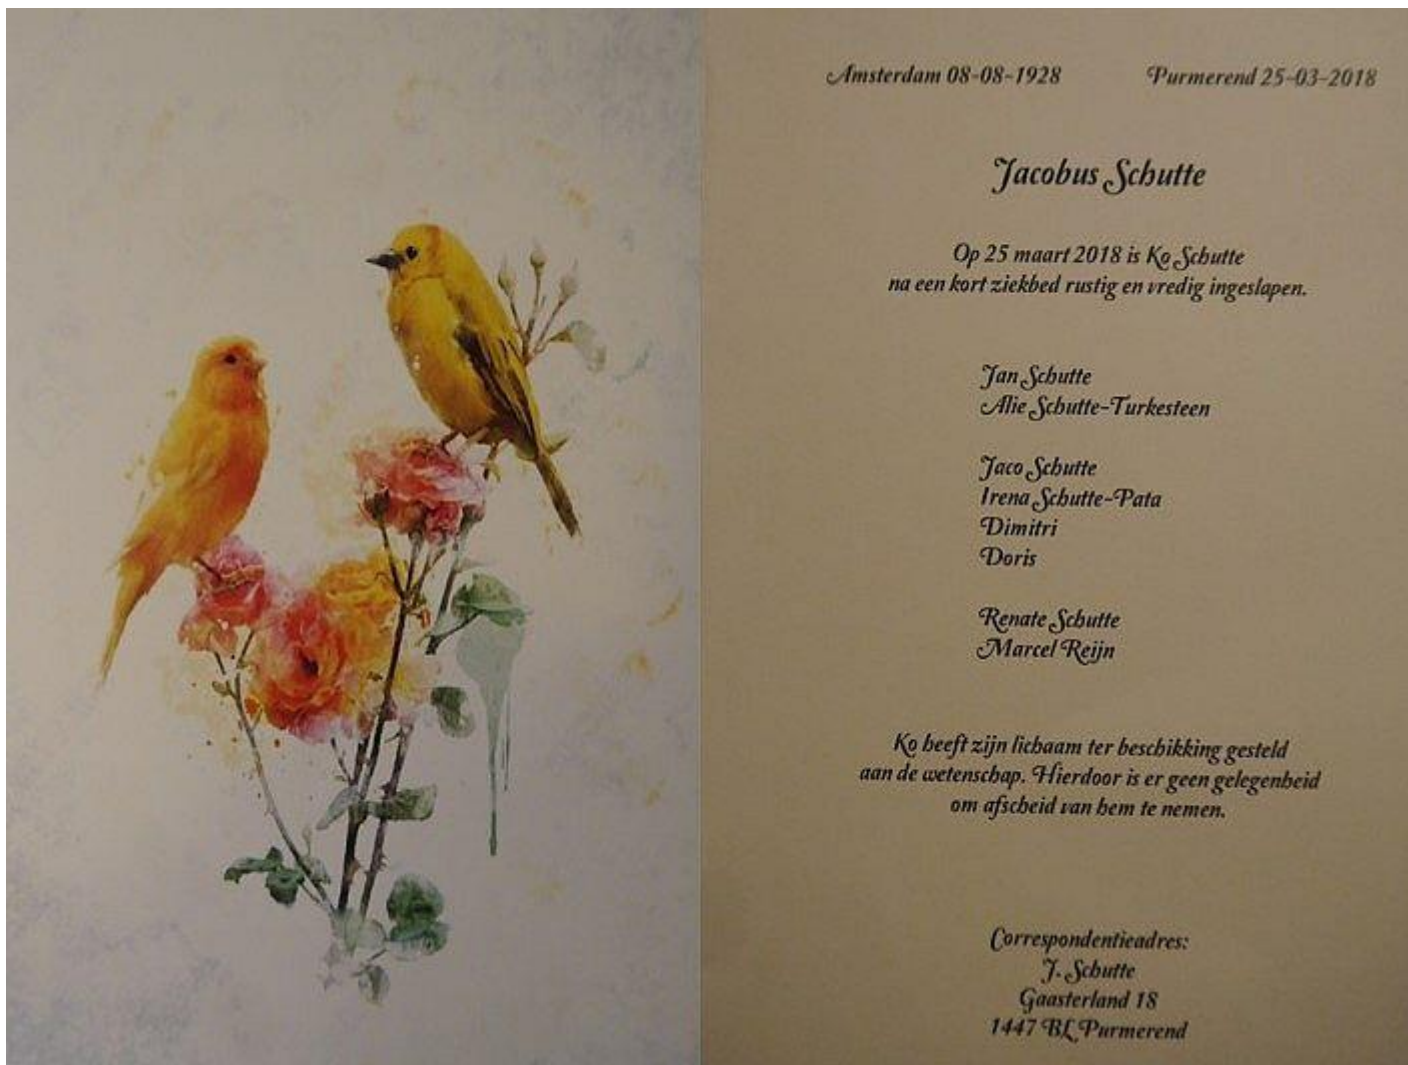 Amsterdam 08-08-1928 Purmerend 25-03-2018
Jacobus Schutte
Op 25 maart 2018 is Ko Schutte
na een kort ziekbed rustig en vredig ingeslapen.
Jan Schutte
Alie Schutte-Turkesteen
Jaco Schutte
Irena Schutte-Pata
Dimitri
Doris
Renate Schutte
Marcel Reijn
Ko heeft zijn lichaam ter beschikking gesteld
aan de wetenschap. Hierdoor is er geen gelegenheid
om afscheid van hem te nemen.
Correspondentieadres:
J. Schutte
Gaasterland 18
1447 BL Purmerend